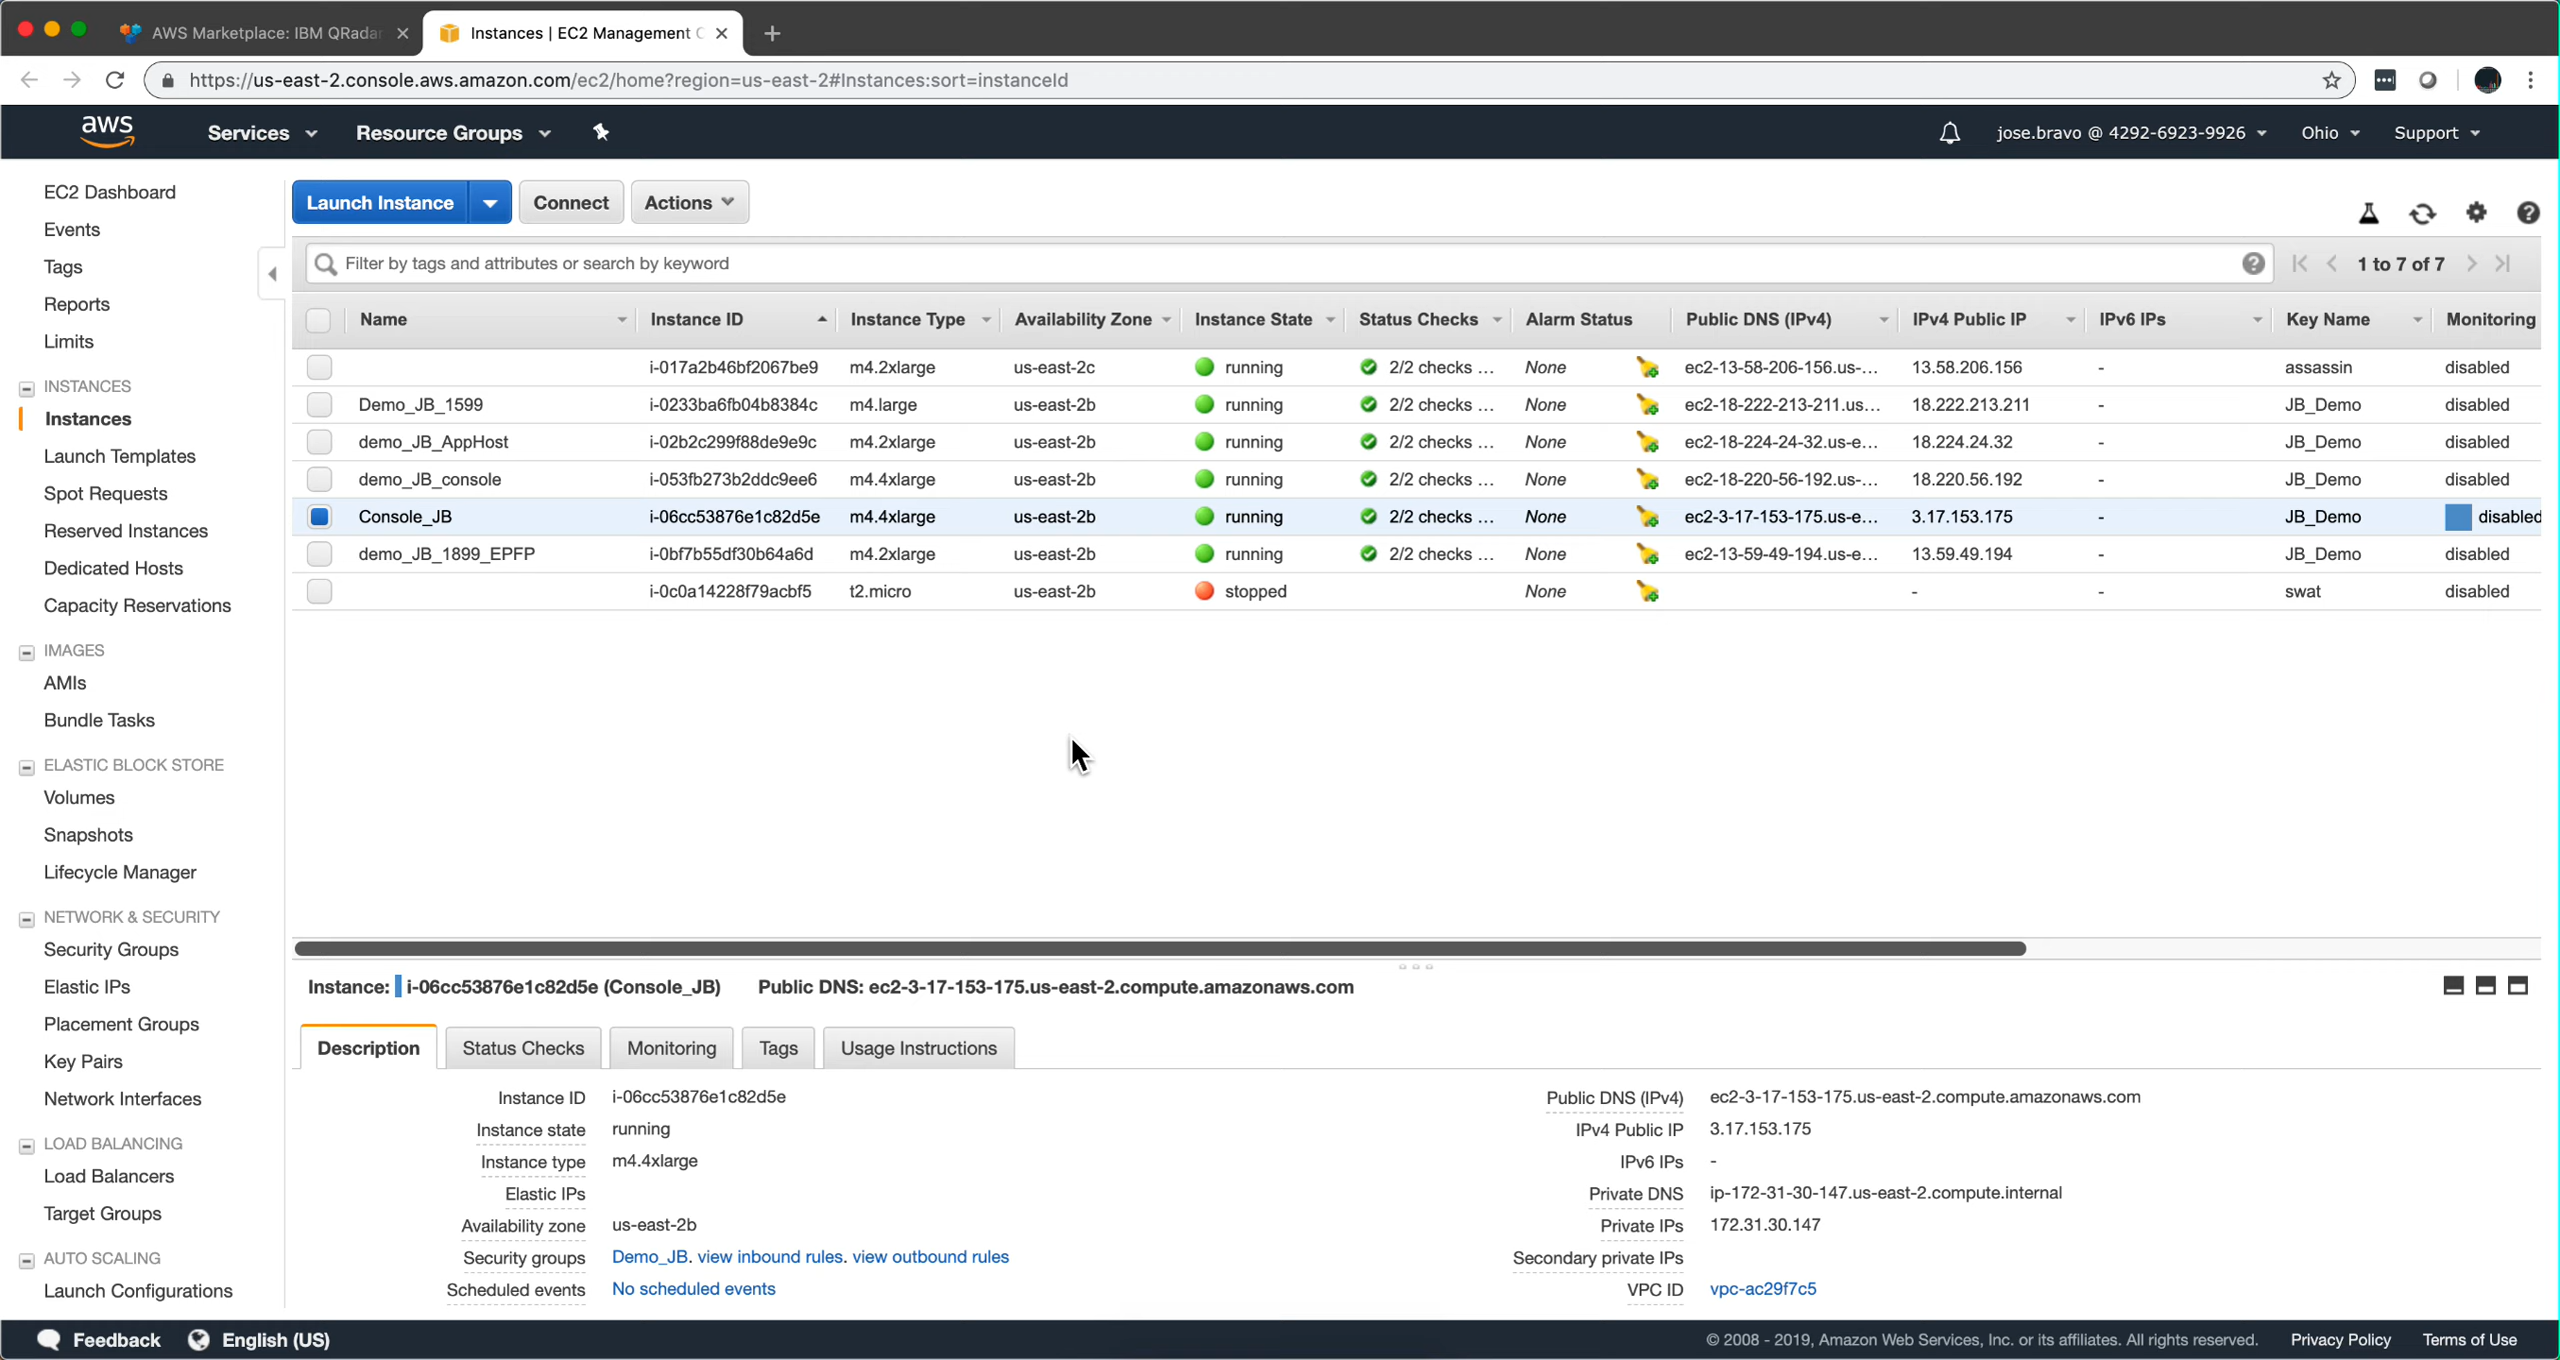 AWS Marketplace: IBM QRadar
Instances | EC2 Management C
https://us-east-2.console.aws.amazon.com/ec2/home?region=us-east-2#Instances:sort=instanceId
aws Services Resource Groups jose.bravo @ 4292-6923-9926 Ohio Support
EC2 Dashboard
Events
Tags
Reports
Limits
INSTANCES
Instances
Launch Templates
Spot Requests
Reserved Instances
Dedicated Hosts
Capacity Reservations
IMAGES
AMIs
Bundle Tasks
ELASTIC BLOCK STORE
Volumes
Snapshots
Lifecycle Manager
NETWORK & SECURITY
Security Groups
Elastic IPs
Placement Groups
Key Pairs
Network Interfaces
LOAD BALANCING
Load Balancers
Target Groups
AUTO SCALING
Launch Configurations
Launch Instance Connect Actions
Filter by tags and attributes or search by keyword 1 to 7 of 7
Name Instance ID Instance Type Availability Zone Instance State Status Checks Alarm Status Public DNS (IPv4) IPv4 Public IP IPv6 IPs Key Name Monitoring
i-017a2b46bf2067be9 m4.2xlarge us-east-2c running 2/2 checks ... None ec2-13-58-206-156.us-... 13.58.206.156 - assassin disabled
Demo_JB_1599 i-0233ba6fb04b8384c m4.large us-east-2b running 2/2 checks ... None ec2-18-222-213-211.us... 18.222.213.211 - JB_Demo disabled
demo_JB_AppHost i-02b2c299f88de9e9c m4.2xlarge us-east-2b running 2/2 checks ... None ec2-18-224-24-32.us-e... 18.224.24.32 - JB_Demo disabled
demo_JB_console i-053fb273b2ddc9ee6 m4.4xlarge us-east-2b running 2/2 checks ... None ec2-18-220-56-192.us-... 18.220.56.192 - JB_Demo disabled
Console_JB i-06cc53876e1c82d5e m4.4xlarge us-east-2b running 2/2 checks ... None ec2-3-17-153-175.us-e... 3.17.153.175 - JB_Demo disabled
demo_JB_1899_EPFP i-0bf7b55df30b64a6d m4.2xlarge us-east-2b running 2/2 checks ... None ec2-13-59-49-194.us-e... 13.59.49.194 - JB_Demo disabled
i-0c0a14228f79acbf5 t2.micro us-east-2b stopped None - - swat disabled
Instance: i-06cc53876e1c82d5e (Console_JB) Public DNS: ec2-3-17-153-175.us-east-2.compute.amazonaws.com
Description Status Checks Monitoring Tags Usage Instructions
Instance ID i-06cc53876e1c82d5e Public DNS (IPv4) ec2-3-17-153-175.us-east-2.compute.amazonaws.com
Instance state running IPv4 Public IP 3.17.153.175
Instance type m4.4xlarge IPv6 IPs -
Elastic IPs Private DNS ip-172-31-30-147.us-east-2.compute.internal
Availability zone us-east-2b Private IPs 172.31.30.147
Security groups Demo_JB. view inbound rules. view outbound rules Secondary private IPs
Scheduled events No scheduled events VPC ID vpc-ac29f7c5
Feedback English (US) © 2008 - 2019, Amazon Web Services, Inc. or its affiliates. All rights reserved. Privacy Policy Terms of Use